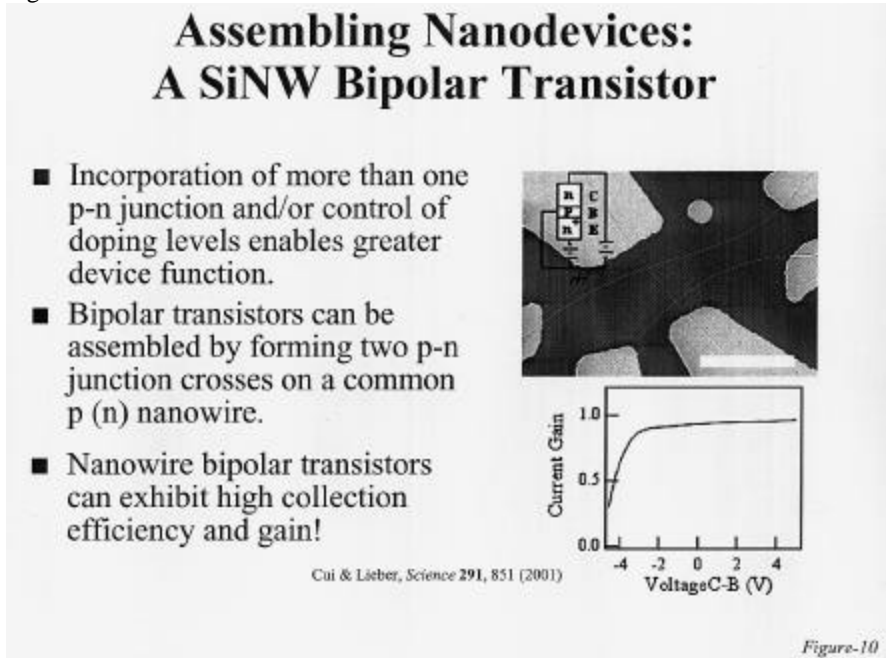 Assembling Nanodevices:
A SiNW Bipolar Transistor
■ Incorporation of more than one
p-n junction and/or control of
doping levels enables greater
device function.
■ Bipolar transistors can be
assembled by forming two p-n
junction crosses on a common
p (n) nanowire.
■ Nanowire bipolar transistors
can exhibit high collection
efficiency and gain!
n C
P B
n+ E
Current Gain
1.0
0.5
0.0
-4 -2 0 2 4
VoltageC-B (V)
Cui & Lieber, Science 291, 851 (2001)
Figure-10